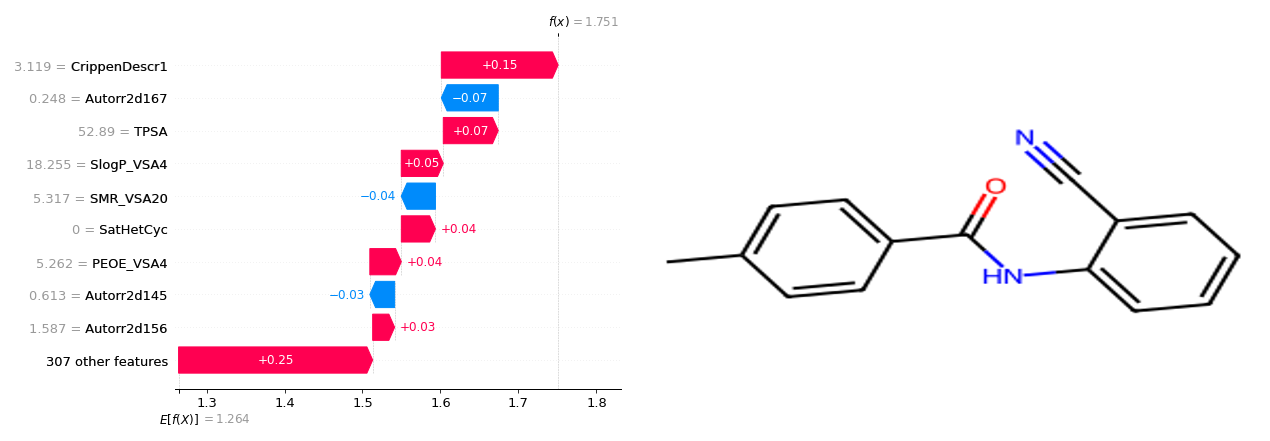 f(x) = 1.751
3.119 = CrippenDescr1
+0.15
0.248 = Autorr2d167
−0.07
52.89 = TPSA
+0.07
18.255 = SlogP_VSA4
+0.05
5.317 = SMR_VSA20
−0.04
0 = SatHetCyc
+0.04
5.262 = PEOE_VSA4
+0.04
0.613 = Autorr2d145
−0.03
1.587 = Autorr2d156
+0.03
307 other features
+0.25
1.3 1.4 1.5 1.6 1.7 1.8
E[f(X)] = 1.264
N
O
HN